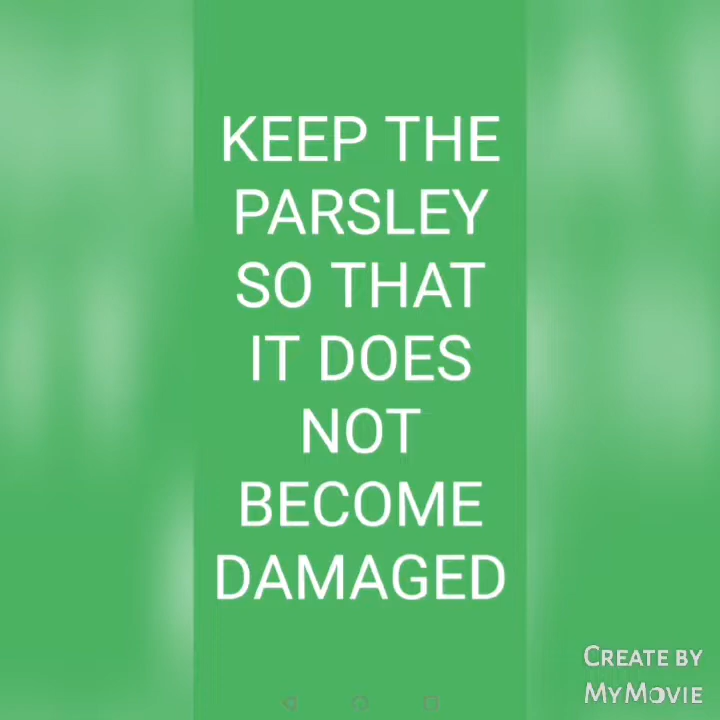 KEEP THE
PARSLEY
SO THAT
IT DOES
NOT
BECOME
DAMAGED
CREATE BY
MYMOVIE